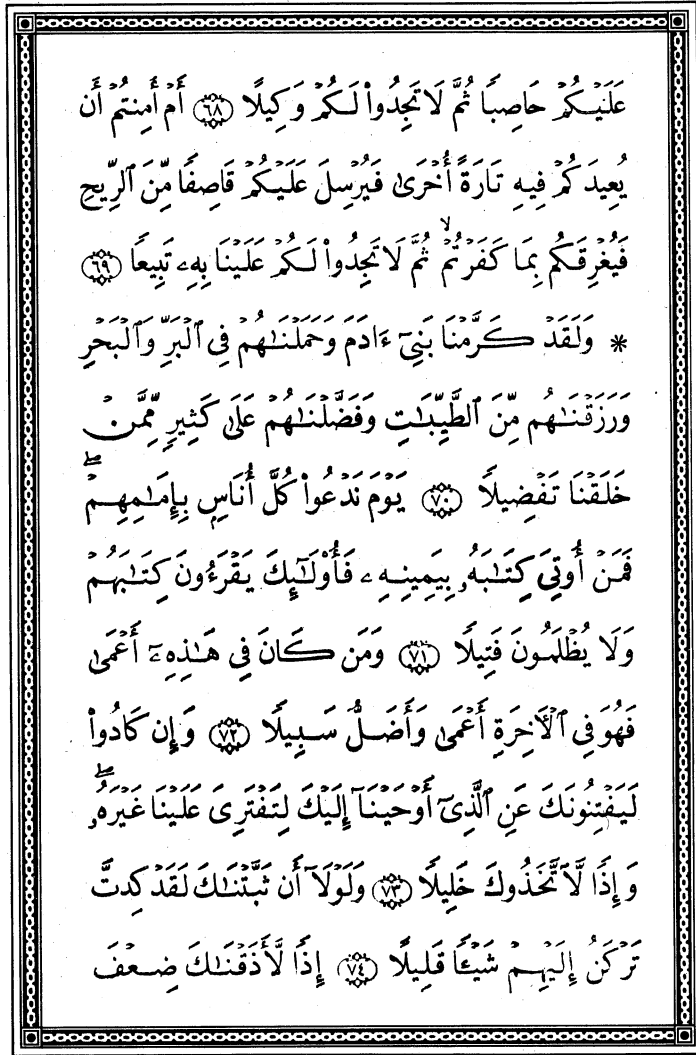 عَلَيْكُمْ حَاصِبًا ثُمَّ لَا تَجِدُوا۟ لَكُمْ وَكِيلًا ٦٨ أَمْ أَمِنتُمْ أَن
يُعِيدَكُمْ فِيهِ تَارَةً أُخْرَىٰ فَيُرْسِلَ عَلَيْكُمْ قَاصِفًا مِّنَ ٱلرِّيحِ
فَيُغْرِقَكُم بِمَا كَفَرْتُمْ ۙ ثُمَّ لَا تَجِدُوا۟ لَكُمْ عَلَيْنَا بِهِۦ تَبِيعًا ٦٩
* وَلَقَدْ كَرَّمْنَا بَنِىٓ ءَادَمَ وَحَمَلْنَـٰهُمْ فِى ٱلْبَرِّ وَٱلْبَحْرِ
وَرَزَقْنَـٰهُم مِّنَ ٱلطَّيِّبَـٰتِ وَفَضَّلْنَـٰهُمْ عَلَىٰ كَثِيرٍ مِّمَّنْ
خَلَقْنَا تَفْضِيلًا ٧٠ يَوْمَ نَدْعُوا۟ كُلَّ أُنَاسٍۭ بِإِمَـٰمِهِمْ ۖ
فَمَنْ أُوتِىَ كِتَـٰبَهُۥ بِيَمِينِهِۦ فَأُو۟لَـٰٓئِكَ يَقْرَءُونَ كِتَـٰبَهُمْ
وَلَا يُظْلَمُونَ فَتِيلًا ٧١ وَمَن كَانَ فِى هَـٰذِهِۦٓ أَعْمَىٰ
فَهُوَ فِى ٱلْـَٔاخِرَةِ أَعْمَىٰ وَأَضَلُّ سَبِيلًا ٧٢ وَإِن كَادُوا۟
لَيَفْتِنُونَكَ عَنِ ٱلَّذِىٓ أَوْحَيْنَآ إِلَيْكَ لِتَفْتَرِىَ عَلَيْنَا غَيْرَهُۥ ۖ
وَإِذًا لَّٱتَّخَذُوكَ خَلِيلًا ٧٣ وَلَوْلَآ أَن ثَبَّتْنَـٰكَ لَقَدْ كِدتَّ
تَرْكَنُ إِلَيْهِمْ شَيْـًٔا قَلِيلًا ٧٤ إِذًا لَّأَذَقْنَـٰكَ ضِعْفَ